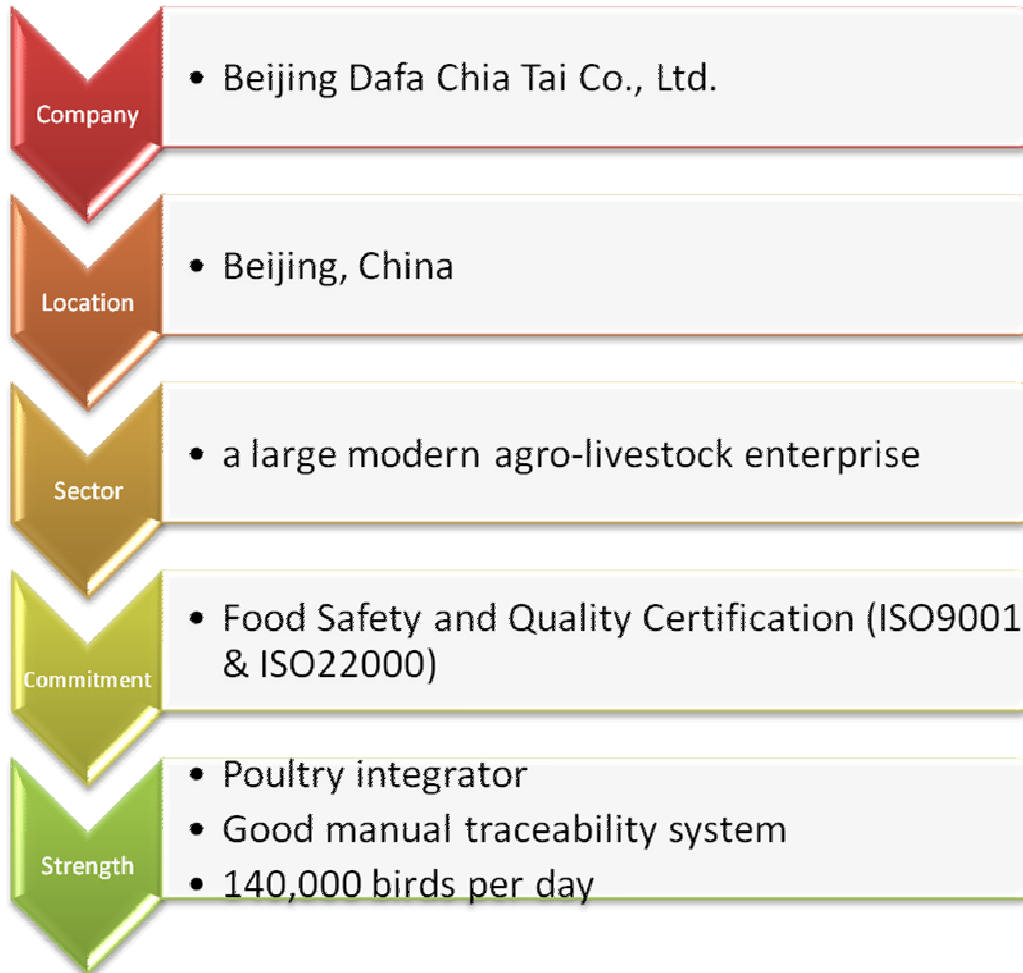 Company
• Beijing Dafa Chia Tai Co., Ltd.
Location
• Beijing, China
Sector
• a large modern agro-livestock enterprise
Commitment
• Food Safety and Quality Certification (ISO9001
& ISO22000)
Strength
• Poultry integrator
• Good manual traceability system
• 140,000 birds per day